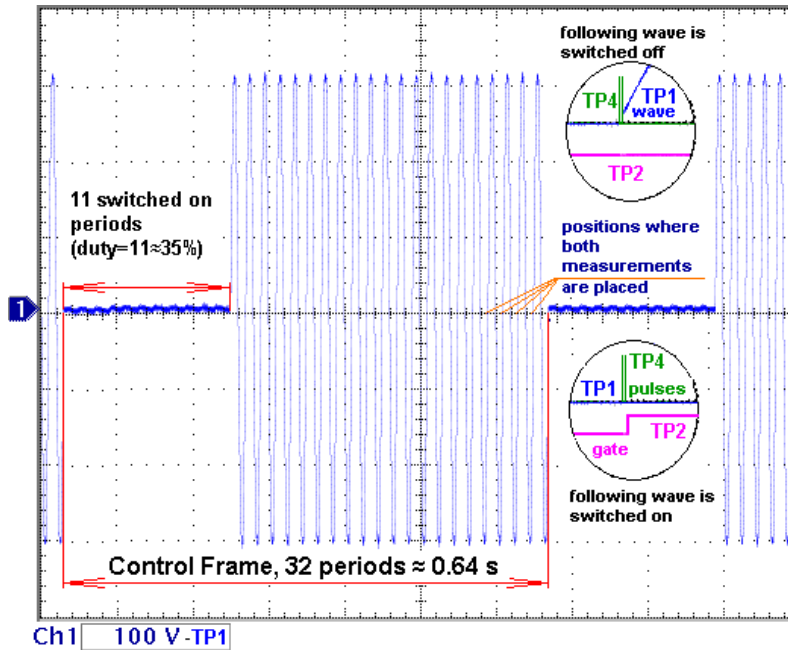 following wave is
switched off
TP4
TP1
wave
TP2
11 switched on
periods
(duty=11≈35%)
positions where
both
measurements
are placed
1
TP4
TP1
pulses
TP2
gate
following wave is
switched on
Control Frame, 32 periods ≈ 0.64 s
Ch1 100 V -TP1